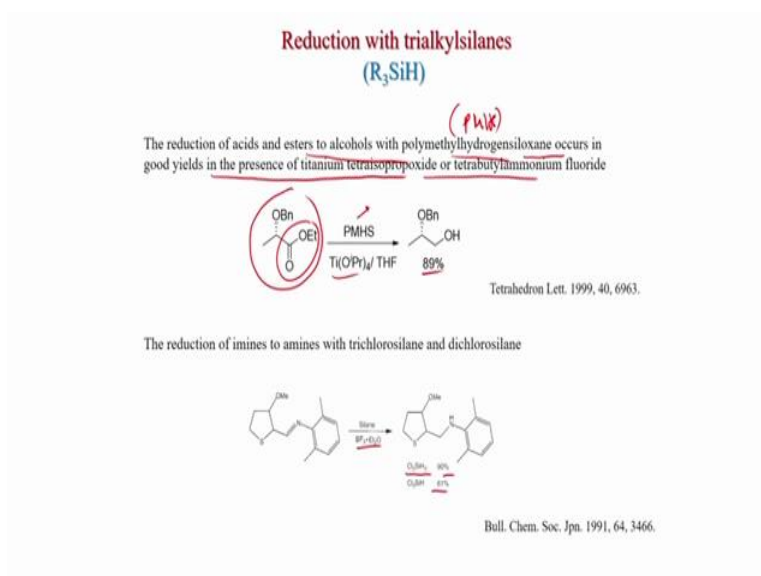 Reduction with trialkylsilanes
(R₃SiH)
The reduction of acids and esters to alcohols with polymethylhydrogensiloxane occurs in
good yields in the presence of titanium tetraisopropoxide or tetrabutylammonium fluoride
OBn
OEt
O
PMHS
Ti(OⁱPr)₄/ THF
OBn
OH
89%
Tetrahedron Lett. 1999, 40, 6963.
The reduction of imines to amines with trichlorosilane and dichlorosilane
OMe
S
N
Silane
BF₃•Et₂O
OMe
S
H
N
90%
Bull. Chem. Soc. Jpn. 1991, 64, 3466.